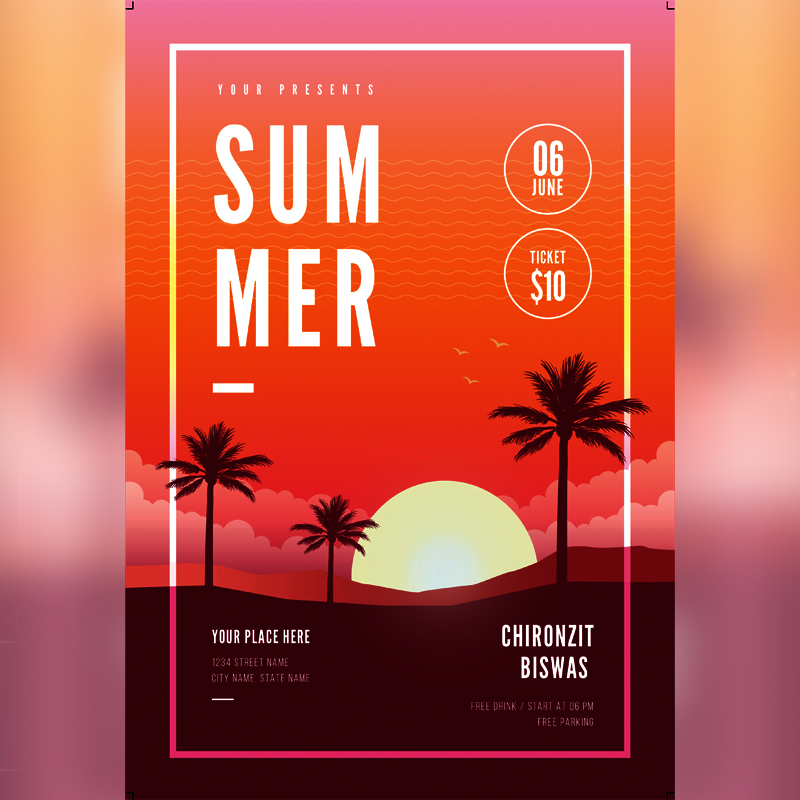 YOUR PRESENTS
SUM
MER
06
JUNE
TICKET
$10
YOUR PLACE HERE
1234 STREET NAME
CITY NAME, STATE NAME
CHIRONZIT
BISWAS
FREE DRINK / START AT 06 PM
FREE PARKING